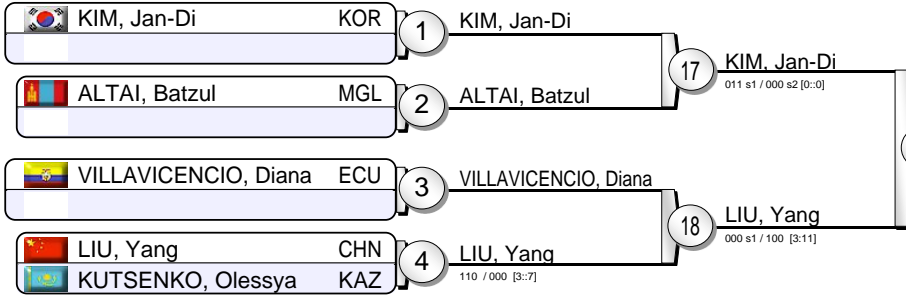 KIM, Jan-Di KOR
1
KIM, Jan-Di
17
KIM, Jan-Di
011 s1 / 000 s2 [0::0]
ALTAI, Batzul MGL
2
ALTAI, Batzul
VILLAVICENCIO, Diana ECU
3
VILLAVICENCIO, Diana
18
LIU, Yang
000 s1 / 100 [3:11]
LIU, Yang CHN
KUTSENKO, Olessya KAZ
4
LIU, Yang
110 / 000 [3::7]